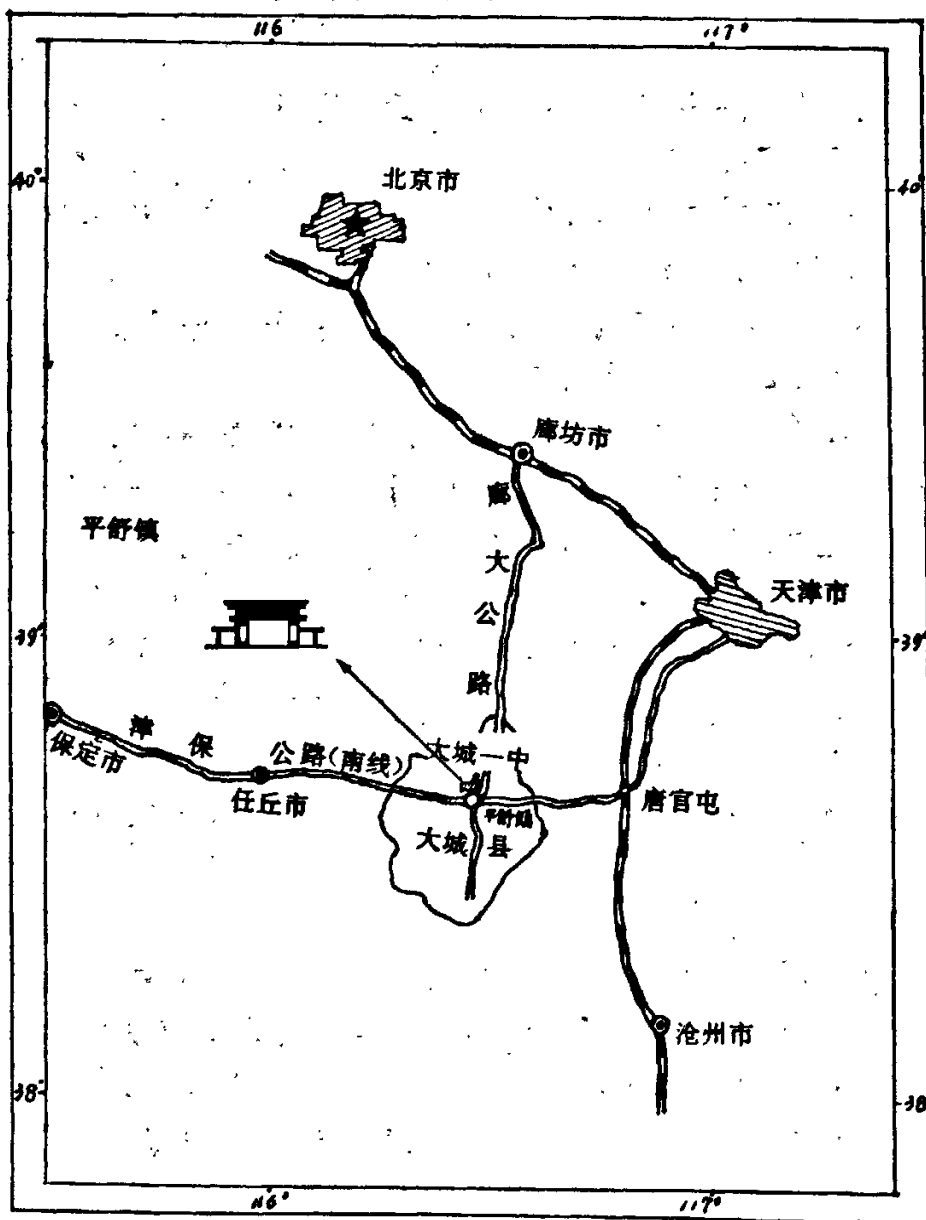 116° 117°
40° 40°
北京市
廊坊市
廊大公路
平舒镇
天津市
39° 39°
津保公路(南线)
保定市
大城一中
任丘市
平舒镇
唐官屯
大城县
沧州市
38° 38
116° 117°